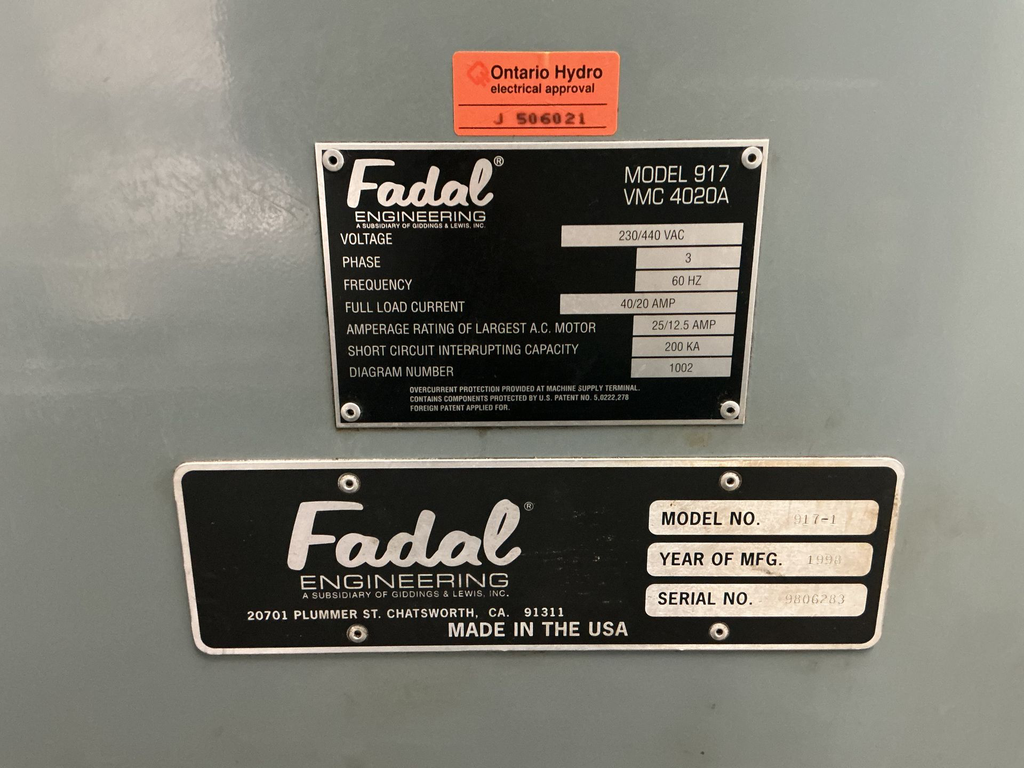 Ontario Hydro
electrical approval
J 506021
Fadal®
ENGINEERING
A SUBSIDIARY OF GIDDINGS & LEWIS, INC.
MODEL 917
VMC 4020A
VOLTAGE 230/440 VAC
PHASE 3
FREQUENCY 60 HZ
FULL LOAD CURRENT 40/20 AMP
AMPERAGE RATING OF LARGEST A.C. MOTOR 25/12.5 AMP
SHORT CIRCUIT INTERRUPTING CAPACITY 200 KA
DIAGRAM NUMBER 1002
OVERCURRENT PROTECTION PROVIDED AT MACHINE SUPPLY TERMINAL.
CONTAINS COMPONENTS PROTECTED BY U.S. PATENT NO. 5,0222,278
FOREIGN PATENT APPLIED FOR.
Fadal®
ENGINEERING
A SUBSIDIARY OF GIDDINGS & LEWIS, INC.
20701 PLUMMER ST. CHATSWORTH, CA. 91311
MADE IN THE USA
MODEL NO. 917-1
YEAR OF MFG. 1998
SERIAL NO. 9806283